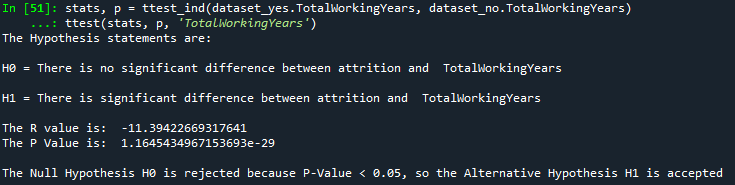 In [51]: stats, p = ttest_ind(dataset_yes.TotalWorkingYears, dataset_no.TotalWorkingYears)
...: ttest(stats, p, 'TotalWorkingYears')
The Hypothesis statements are:
H0 = There is no significant difference between attrition and  TotalWorkingYears
H1 = There is significant difference between attrition and  TotalWorkingYears
The R value is:  -11.39422669317641
The P Value is:  1.1645434967153693e-29
The Null Hypothesis H0 is rejected because P-Value < 0.05, so the Alternative Hypothesis H1 is accepted